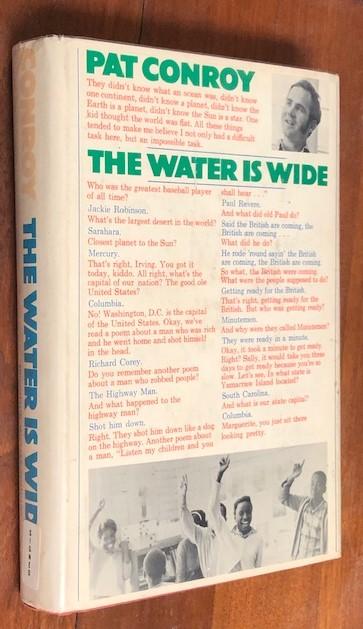 PAT CONROY
They didn't know what an ocean was, didn't know
one continent, didn't know a planet, didn't know the
Earth is a planet, didn't know the Sun is a star. One
kid thought the world was flat. All these things
tended to make me believe I not only had a difficult
task here, but an impossible task.
THE WATER IS WIDE
Who was the greatest baseball player
of all time?
Jackie Robinson.
What's the largest desert in the world?
Sarahara.
Closest planet to the Sun?
Mercury.
That's right, Irving. You got it
today, kiddo. All right, what's the
capital of our nation? The good ole
United States?
Columbia.
No! Washington, D.C. is the capital
of the United States. Okay, we've
read a poem about a man who was rich
and he went home and shot himself
in the head.
Richard Corey.
Do you remember another poem
about a man who robbed people?
The Highway Man.
And what happened to the
highway man?
Shot him down.
Right. They shot him down like a dog
on the highway. Another poem about
a man, "Listen my children and you
shall hear . . ."
Paul Revere.
And what did old Paul do?
Said the British are coming, the
British are coming . . .
What did he do?
He rode 'round sayin' the British
are coming, the British are coming.
So what, the British were coming.
What were the people supposed to do?
Getting ready for the British.
That's right, getting ready for the
British. But who was getting ready?
Minutemen.
And why were they called Minutemen?
They were ready in a minute.
Okay, it took a minute to get ready.
Right? Sally, it would take you three
days to get ready because you're so
slow. Let's see. In what state is
Yamacraw Island located?
South Carolina.
And what is our state capital?
Columbia.
Marguerite, you just sit there
looking pretty.
CONROY THE WATER IS WID